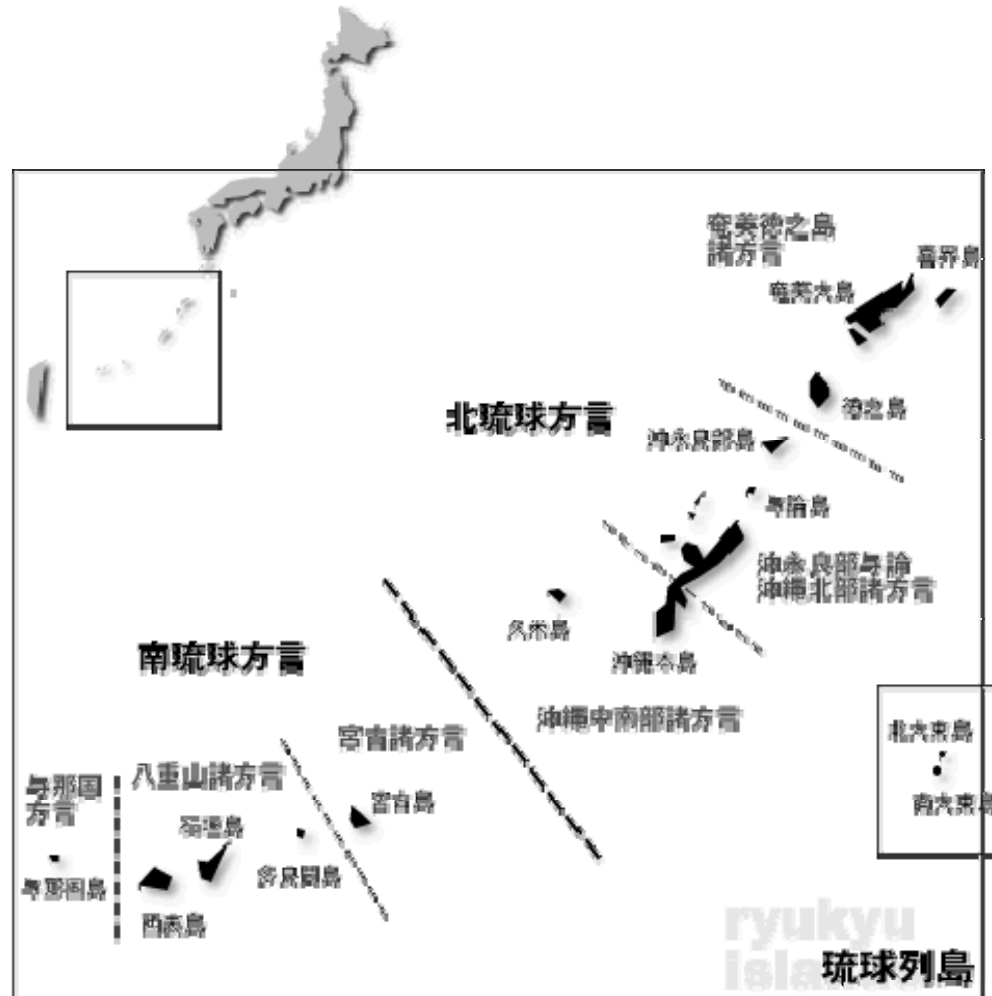 奄美徳之島
諸方言
喜界島
奄美大島
徳之島
北琉球方言
沖永良部島
与論島
沖永良部与論
沖縄北部諸方言
久米島
沖縄本島
南琉球方言
沖縄中南部諸方言
宮古諸方言
北大東島
南大東島
与那国
方言
八重山諸方言
宮古島
石垣島
多良間島
与那国島
西表島
ryukyu
琉球列島